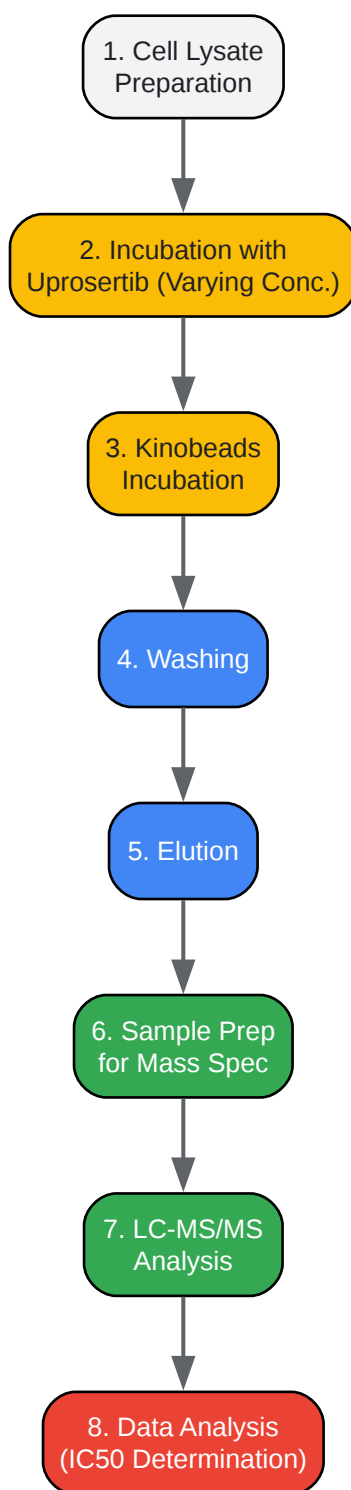 1. Cell Lysate
Preparation
2. Incubation with
Uprosertib (Varying Conc.)
3. Kinobeads
Incubation
4. Washing
5. Elution
6. Sample Prep
for Mass Spec
7. LC-MS/MS
Analysis
8. Data Analysis
(IC50 Determination)